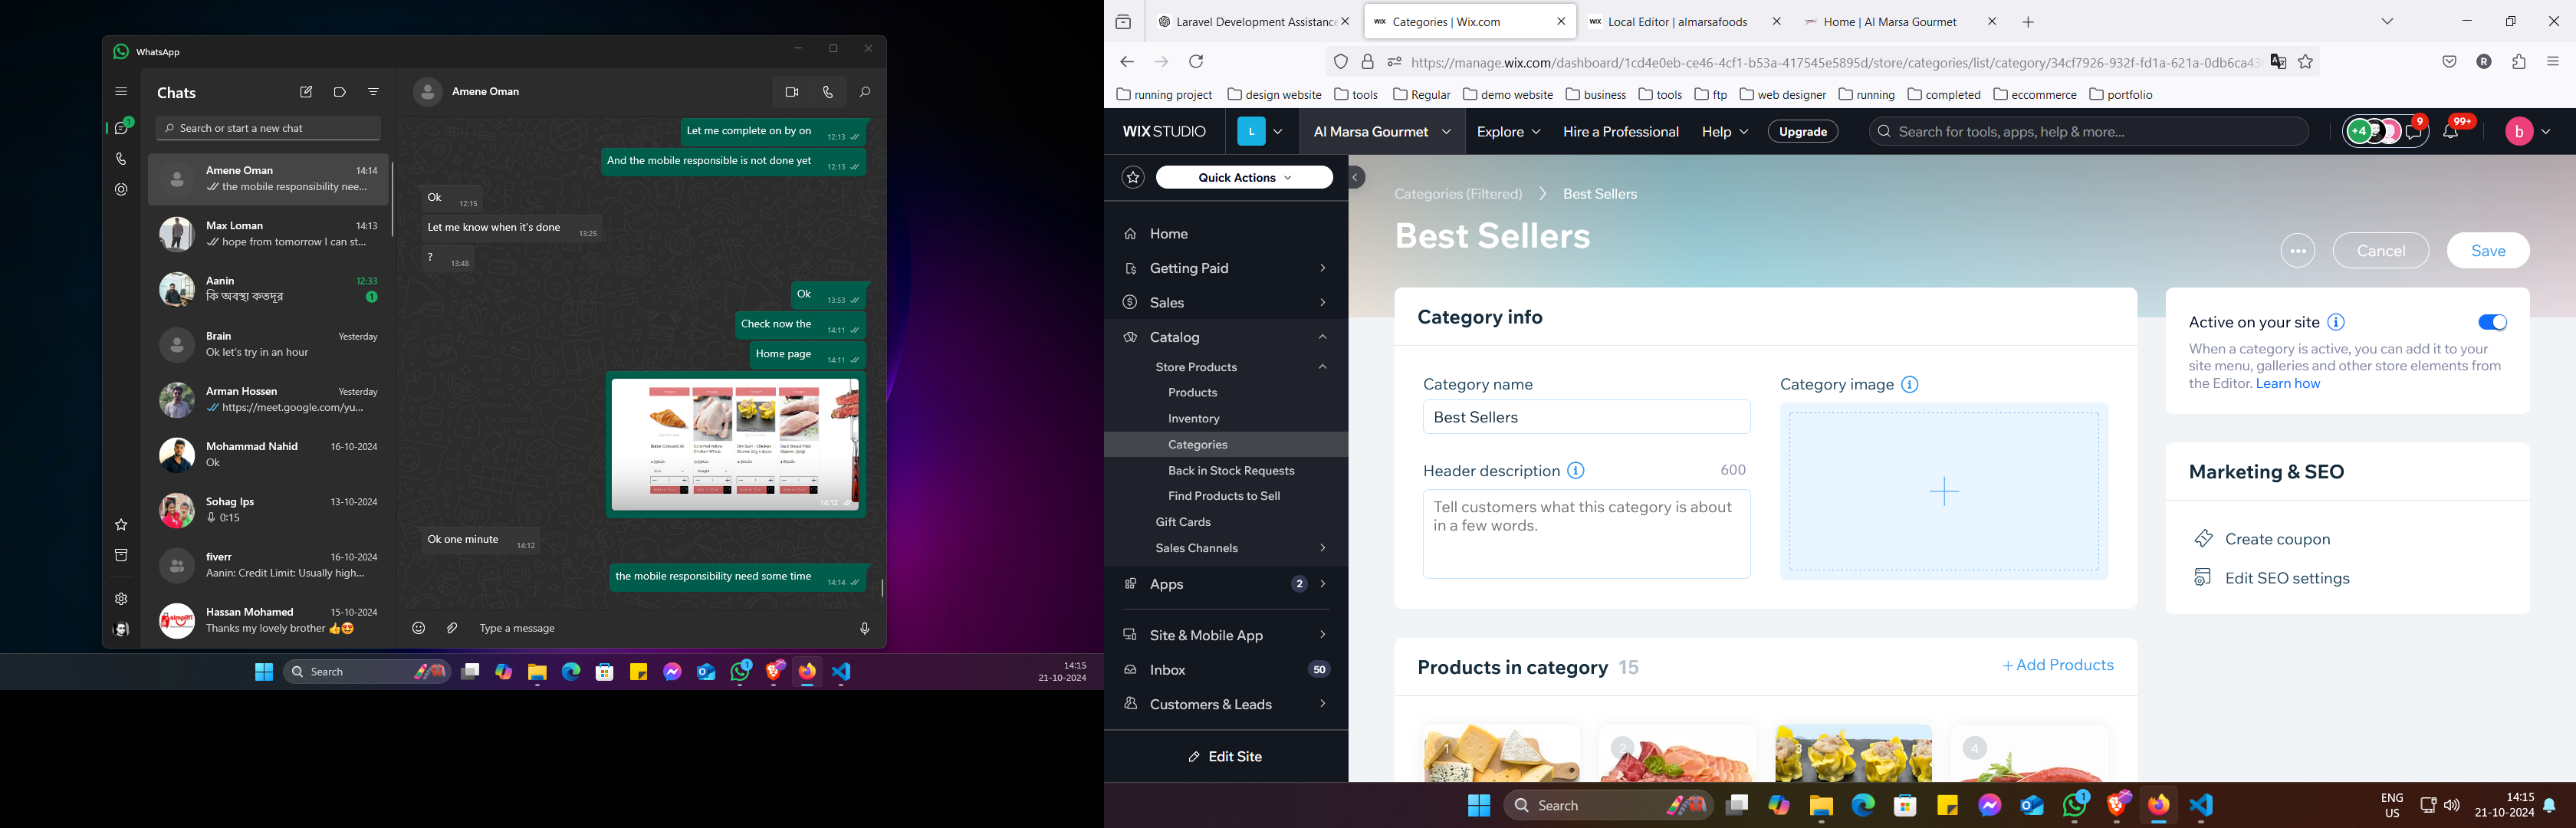 WhatsApp
Chats
Search or start a new chat
1
Amene Oman 14:14
the mobile responsibility nee...
Max Loman 14:13
hope from tomorrow I can st...
Aanin 12:33
কি অবস্থা কতদূর 1
Brain Yesterday
Ok let's try in an hour
Arman Hossen Yesterday
https://meet.google.com/yu...
Mohammad Nahid 16-10-2024
Ok
Sohag Ips 13-10-2024
0:15
fiverr 16-10-2024
Aanin: Credit Limit: Usually high...
Hassan Mohamed 15-10-2024
Thanks my lovely brother 👍😍
Amene Oman
Let me complete on by on 12:13
And the mobile responsible is not done yet 12:13
Ok 12:15
Let me know when it's done 13:25
? 13:48
Ok 13:53
Check now the 14:11
Home page 14:11
14:12
Ok one minute 14:12
the mobile responsibility need some time 14:14
Type a message
Search
1
14:15
21-10-2024
Laravel Development Assistance
WIX Categories | Wix.com
WIX Local Editor | almarsafoods
Home | Al Marsa Gourmet
https://manage.wix.com/dashboard/1cd4e0eb-ce46-4cf1-b53a-417545e5895d/store/categories/list/category/34cf7926-932f-fd1a-621a-0db6ca43
R
running project design website tools Regular demo website business tools ftp web designer running completed eccommerce portfolio
WIX STUDIO
L
Al Marsa Gourmet
Explore
Hire a Professional
Help
Upgrade
Search for tools, apps, help & more...
+4
9
99+
b
Quick Actions
Home
Getting Paid
Sales
Catalog
Store Products
Products
Inventory
Categories
Back in Stock Requests
Find Products to Sell
Gift Cards
Sales Channels
Apps 2
Site & Mobile App
Inbox 50
Customers & Leads
Edit Site
Categories (Filtered) Best Sellers
Best Sellers
Cancel
Save
Category info
Category name
Best Sellers
Header description 600
Tell customers what this category is about
in a few words.
Category image
Active on your site
When a category is active, you can add it to your
site menu, galleries and other store elements from
the Editor. Learn how
Marketing & SEO
Create coupon
Edit SEO settings
Products in category 15
+ Add Products
1
2
3
4
Search
1
ENG
US
14:15
21-10-2024